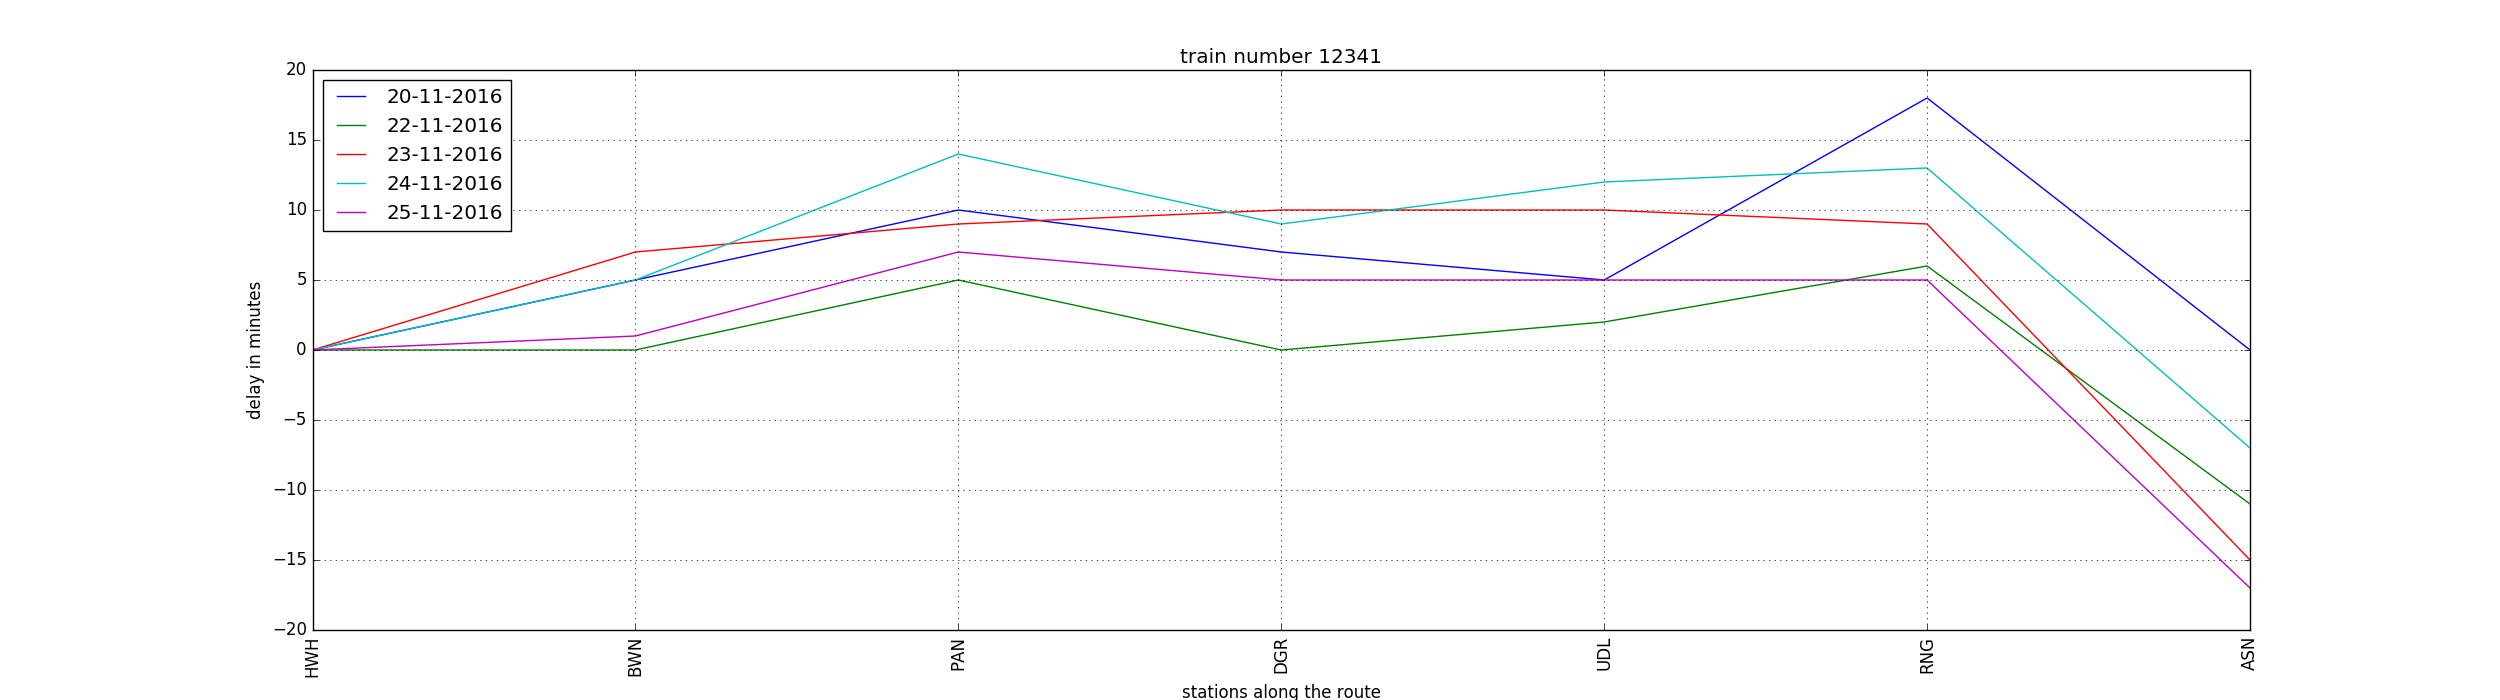 train number 12341
20
15
10
5
0
−5
−10
−15
−20
delay in minutes
20-11-2016
22-11-2016
23-11-2016
24-11-2016
25-11-2016
HWH
BWN
PAN
DGR
UDL
RNG
ASN
stations along the route